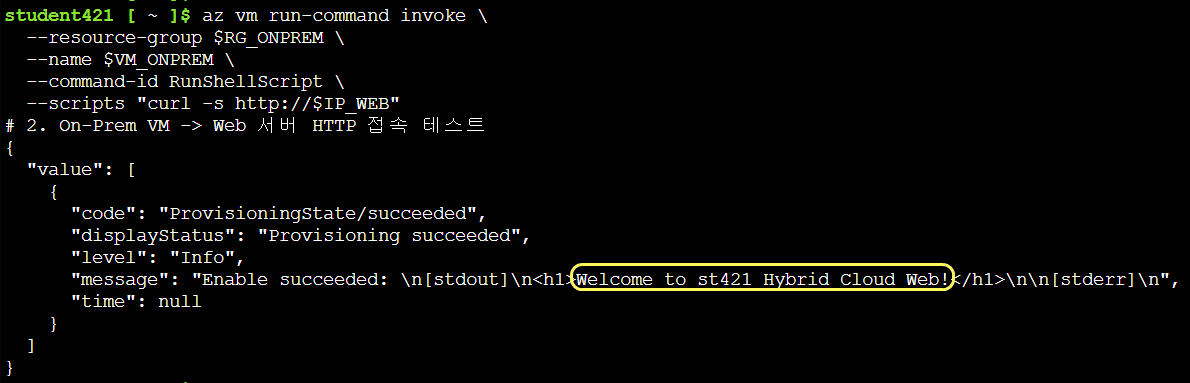 student421 [ ~ ]$ az vm run-command invoke \
  --resource-group $RG_ONPREM \
  --name $VM_ONPREM \
  --command-id RunShellScript \
  --scripts "curl -s http://$IP_WEB"
# 2. On-Prem VM -> Web 서버 HTTP 접속 테스트
{
  "value": [
    {
      "code": "ProvisioningState/succeeded",
      "displayStatus": "Provisioning succeeded",
      "level": "Info",
      "message": "Enable succeeded: \n[stdout]\n<h1>Welcome to st421 Hybrid Cloud Web!</h1>\n\n[stderr]\n",
      "time": null
    }
  ]
}